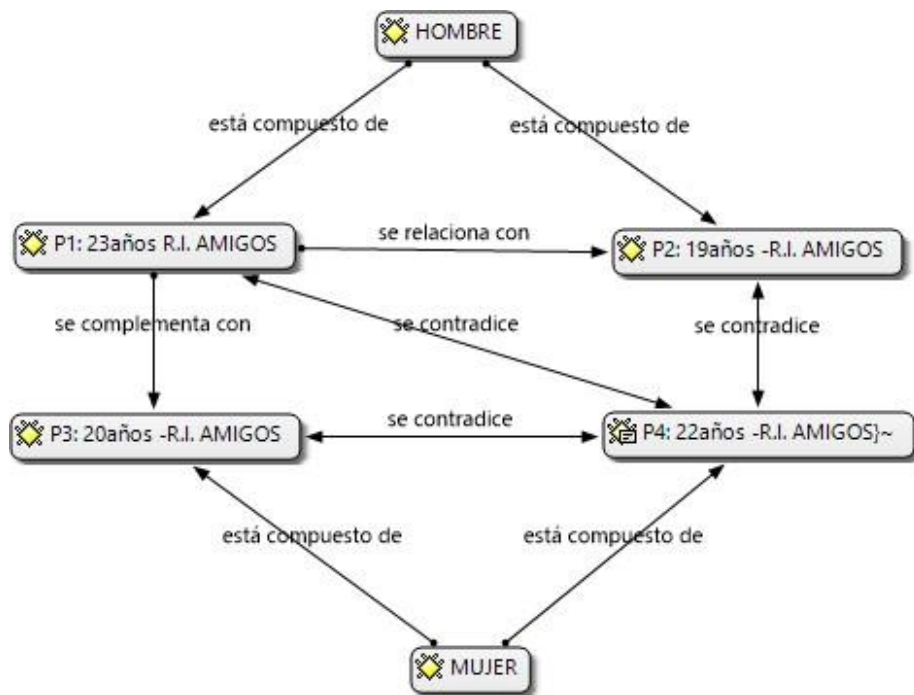 HOMBRE
está compuesto de
está compuesto de
P1: 23años R.I. AMIGOS
se relaciona con
P2: 19años -R.I. AMIGOS
se complementa con
se contradice
se contradice
P3: 20años -R.I. AMIGOS
se contradice
P4: 22años -R.I. AMIGOS}~
está compuesto de
está compuesto de
MUJER